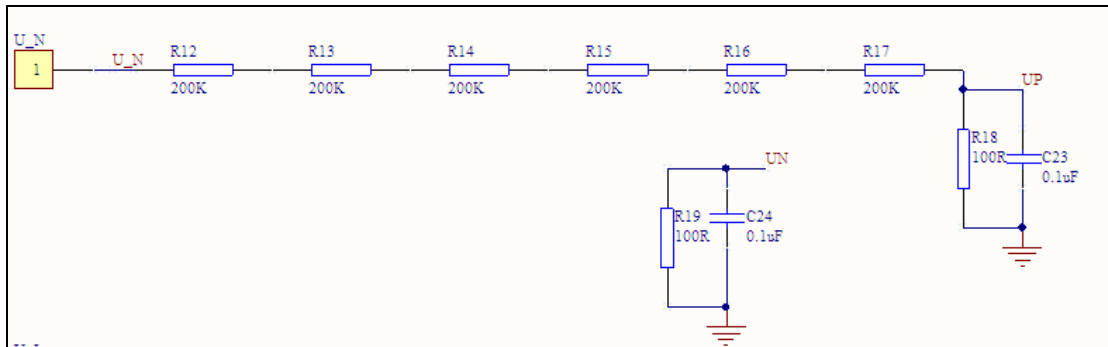 U_N
1
U_N
R12
200K
R13
200K
R14
200K
R15
200K
R16
200K
R17
200K
UP
R18
100R
C23
0.1uF
UN
R19
100R
C24
0.1uF